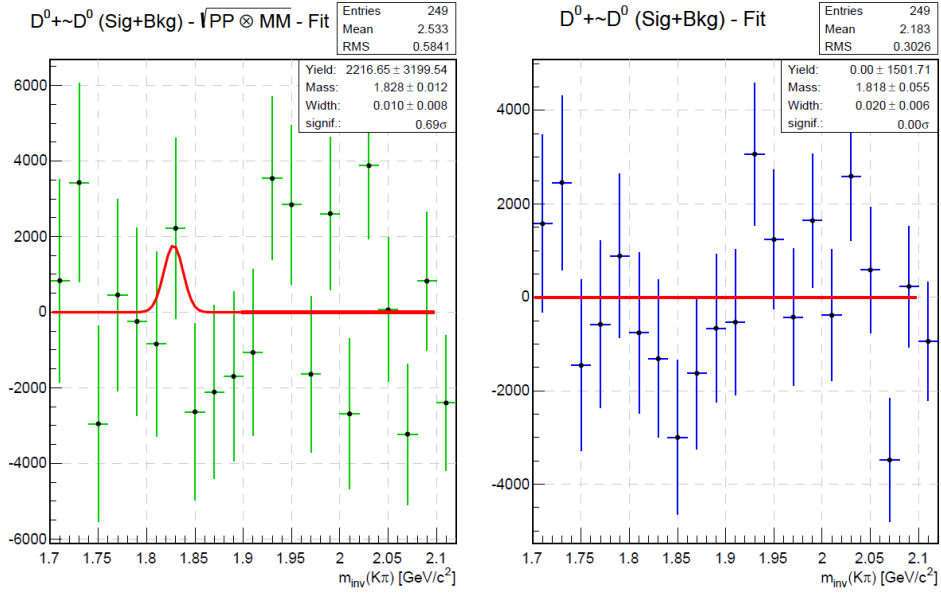 D⁰+~D⁰ (Sig+Bkg) - √PP ⊗ MM - Fit
Entries 249
Mean 2.533
RMS 0.5841
Yield: 2216.65 ± 3199.54
Mass: 1.828 ± 0.012
Width: 0.010 ± 0.008
signif.: 0.69σ
6000
4000
2000
0
-2000
-4000
-6000
1.7 1.75 1.8 1.85 1.9 1.95 2 2.05 2.1
m_inv(Kπ) [GeV/c²]
D⁰+~D⁰ (Sig+Bkg) - Fit
Entries 249
Mean 2.183
RMS 0.3026
Yield: 0.00 ± 1501.71
Mass: 1.818 ± 0.055
Width: 0.020 ± 0.006
signif.: 0.00σ
4000
2000
0
-2000
-4000
1.7 1.75 1.8 1.85 1.9 1.95 2 2.05 2.1
m_inv(Kπ) [GeV/c²]